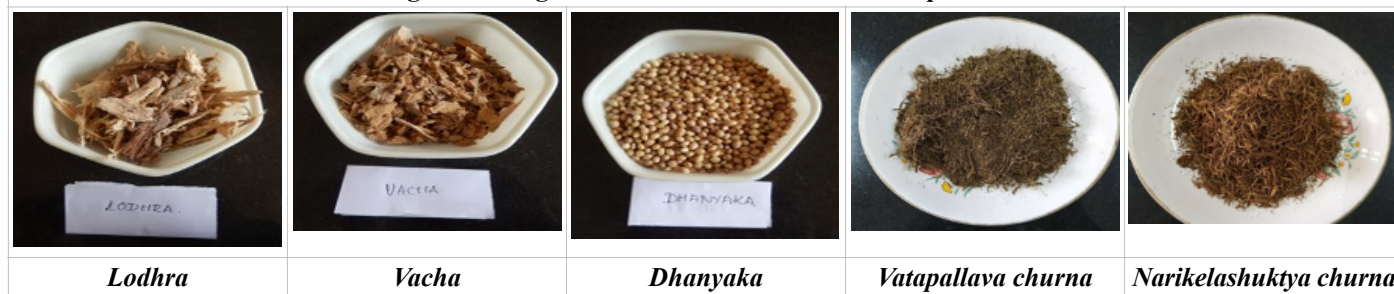 LODHRA.
VACHA
DHANYAKA
Lodhra
Vacha
Dhanyaka
Vatapallava churna
Narikelashuktya churna